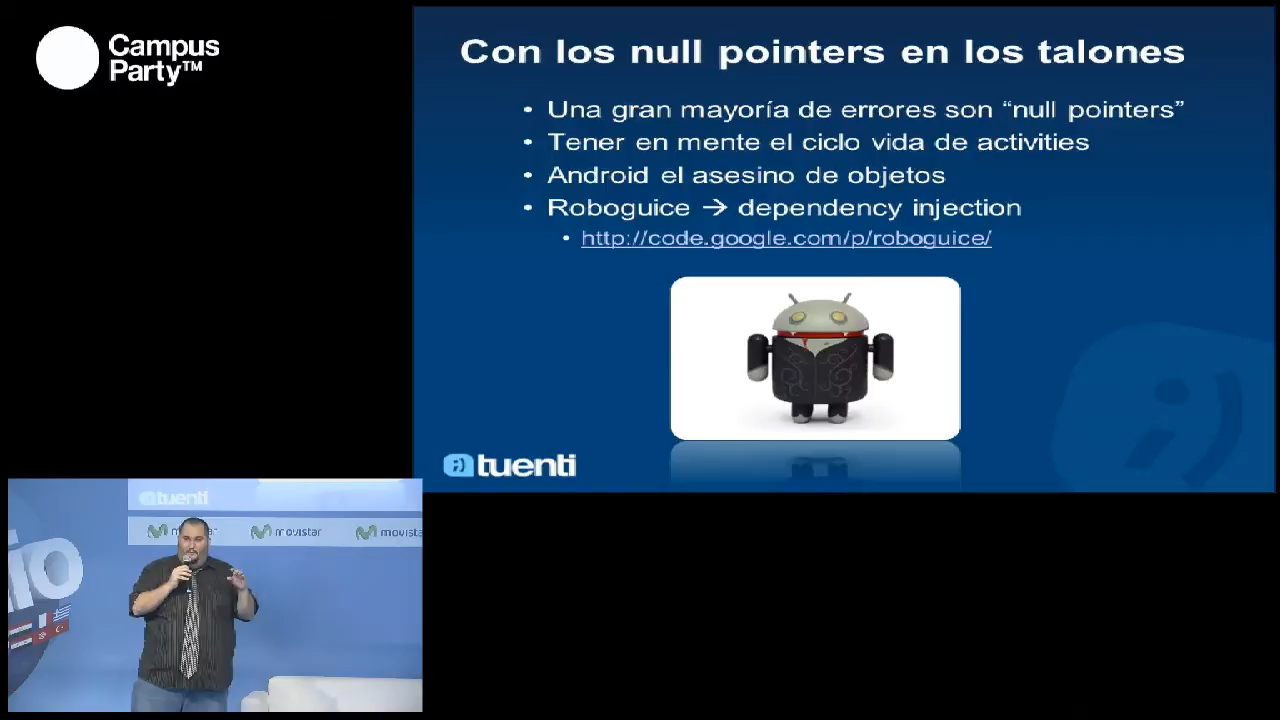 Campus
Party™
Con los null pointers en los talones
• Una gran mayoría de errores son “null pointers”
• Tener en mente el ciclo vida de activities
• Android el asesino de objetos
• Roboguice → dependency injection
• http://code.google.com/p/roboguice/
tuenti
tuenti
movistar